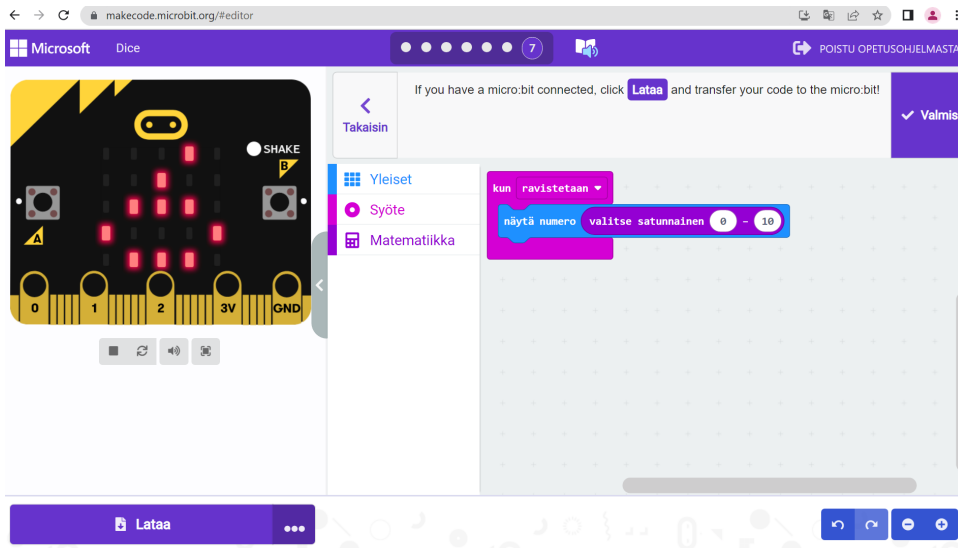 makecode.microbit.org/#editor
Microsoft Dice 7 POISTU OPETUSOHJELMASTA
Takaisin
If you have a micro:bit connected, click Lataa and transfer your code to the micro:bit!
Valmis
SHAKE
B
A
0 1 2 3V GND
Yleiset
Syöte
Matematiikka
kun ravistetaan
näytä numero valitse satunnainen 0 - 10
Lataa